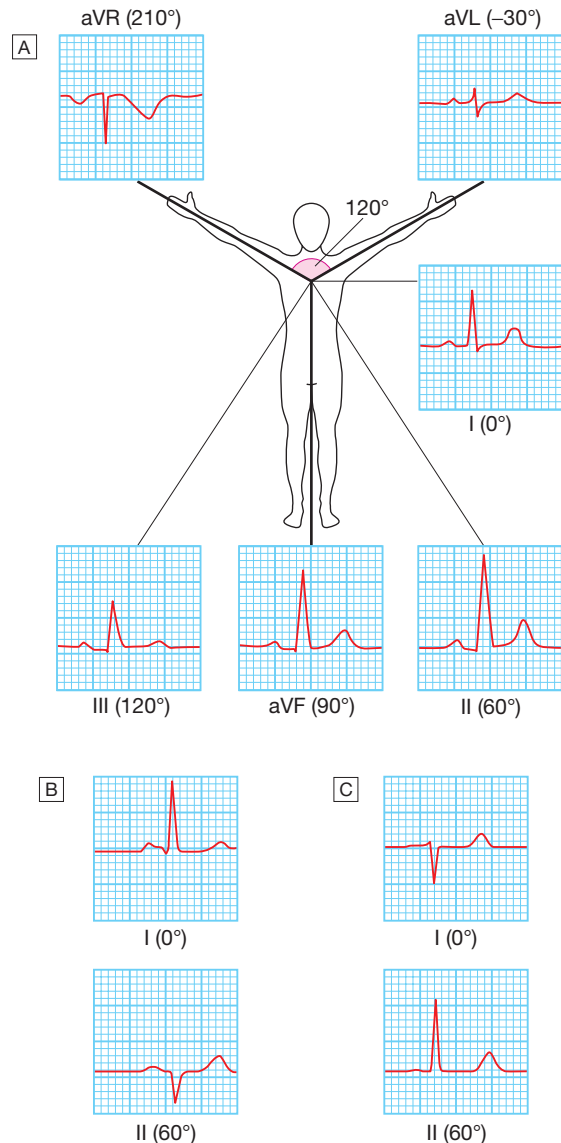 aVR (210°)
aVL (–30°)
A
120°
I (0°)
III (120°)
aVF (90°)
II (60°)
B
C
I (0°)
I (0°)
II (60°)
II (60°)